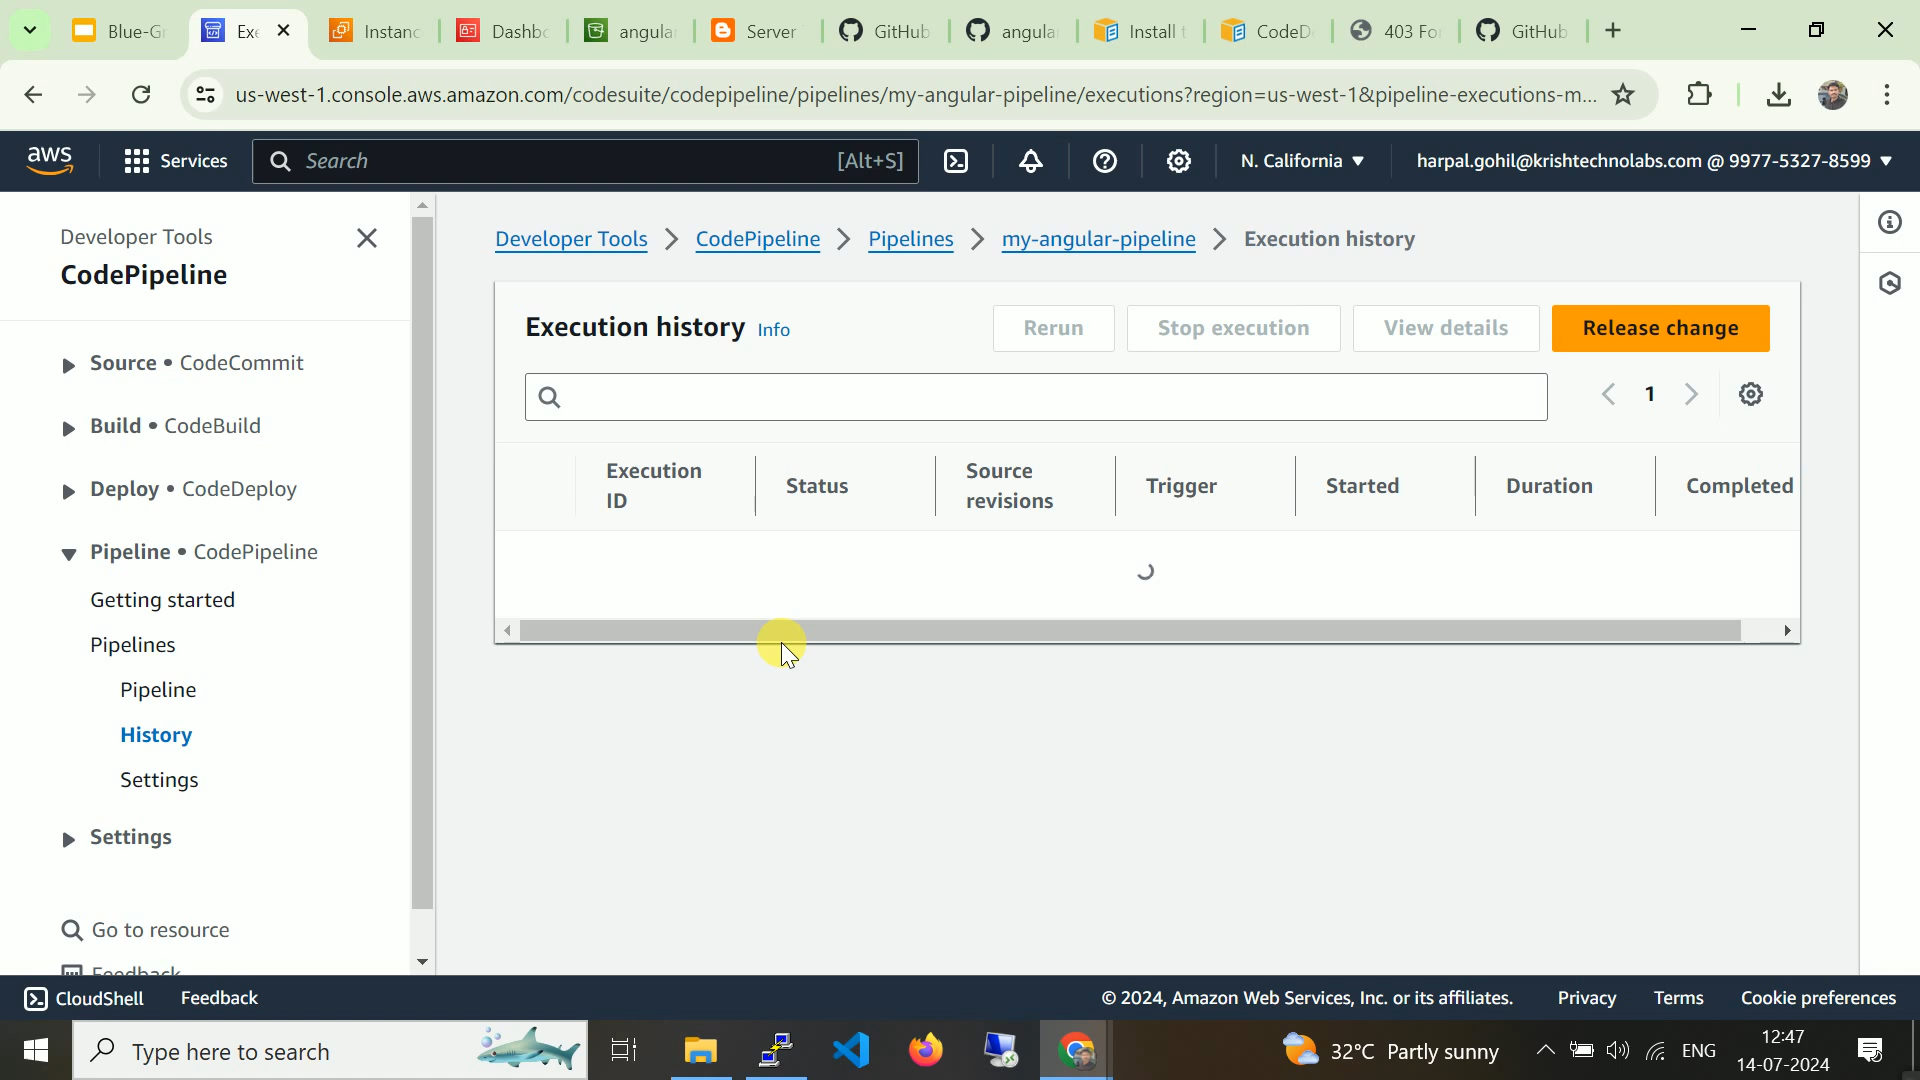 Blue-Gr
Exe
Instanc
Dashbo
angular
Server
GitHub
angular
Install t
CodeD
403 For
GitHub
us-west-1.console.aws.amazon.com/codesuite/codepipeline/pipelines/my-angular-pipeline/executions?region=us-west-1&pipeline-executions-m...
aws
Services
Search
[Alt+S]
N. California
harpal.gohil@krishtechnolabs.com @ 9977-5327-8599
Developer Tools
CodePipeline
Source • CodeCommit
Build • CodeBuild
Deploy • CodeDeploy
Pipeline • CodePipeline
Getting started
Pipelines
Pipeline
History
Settings
Settings
Go to resource
Feedback
Developer Tools
CodePipeline
Pipelines
my-angular-pipeline
Execution history
Execution history Info
Rerun
Stop execution
View details
Release change
1
Execution ID
Status
Source revisions
Trigger
Started
Duration
Completed
CloudShell
Feedback
© 2024, Amazon Web Services, Inc. or its affiliates.
Privacy
Terms
Cookie preferences
Type here to search
32°C Partly sunny
ENG
12:47
14-07-2024